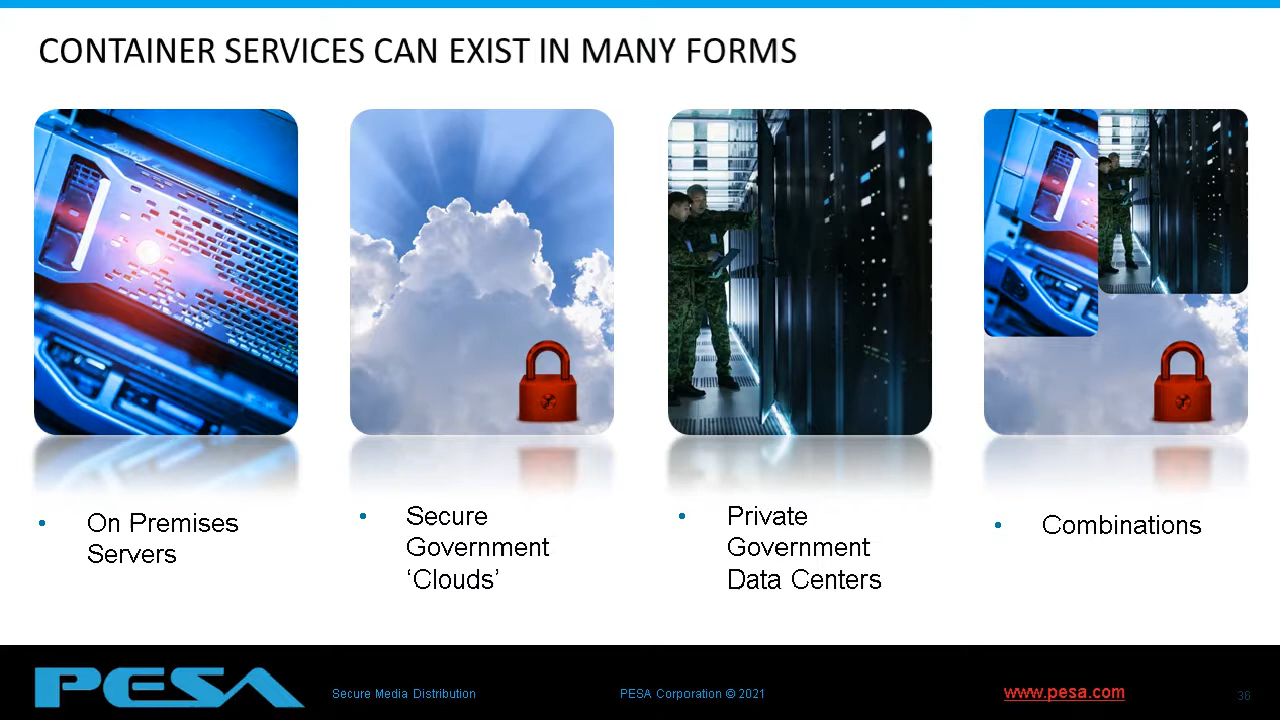 CONTAINER SERVICES CAN EXIST IN MANY FORMS
• On Premises
Servers
• Secure
Government
‘Clouds’
• Private
Government
Data Centers
• Combinations
PESA
Secure Media Distribution
PESA Corporation © 2021
www.pesa.com
36